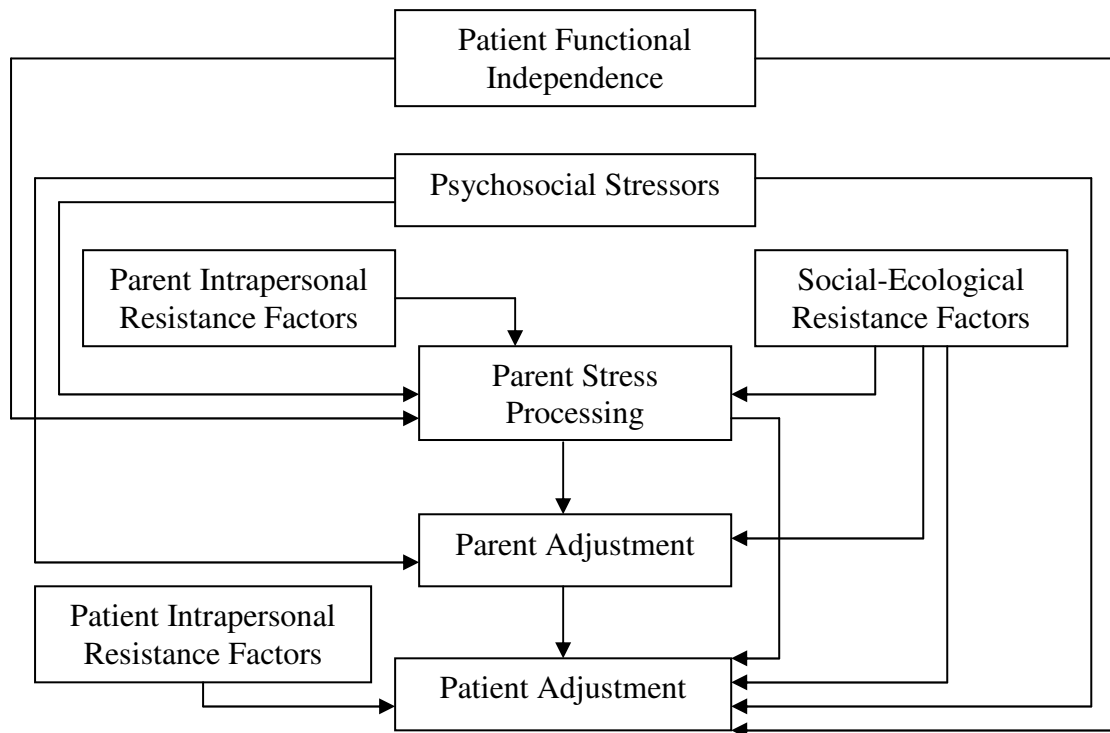 Patient Functional
Independence
Psychosocial Stressors
Parent Intrapersonal
Resistance Factors
Social-Ecological
Resistance Factors
Parent Stress
Processing
Parent Adjustment
Patient Intrapersonal
Resistance Factors
Patient Adjustment